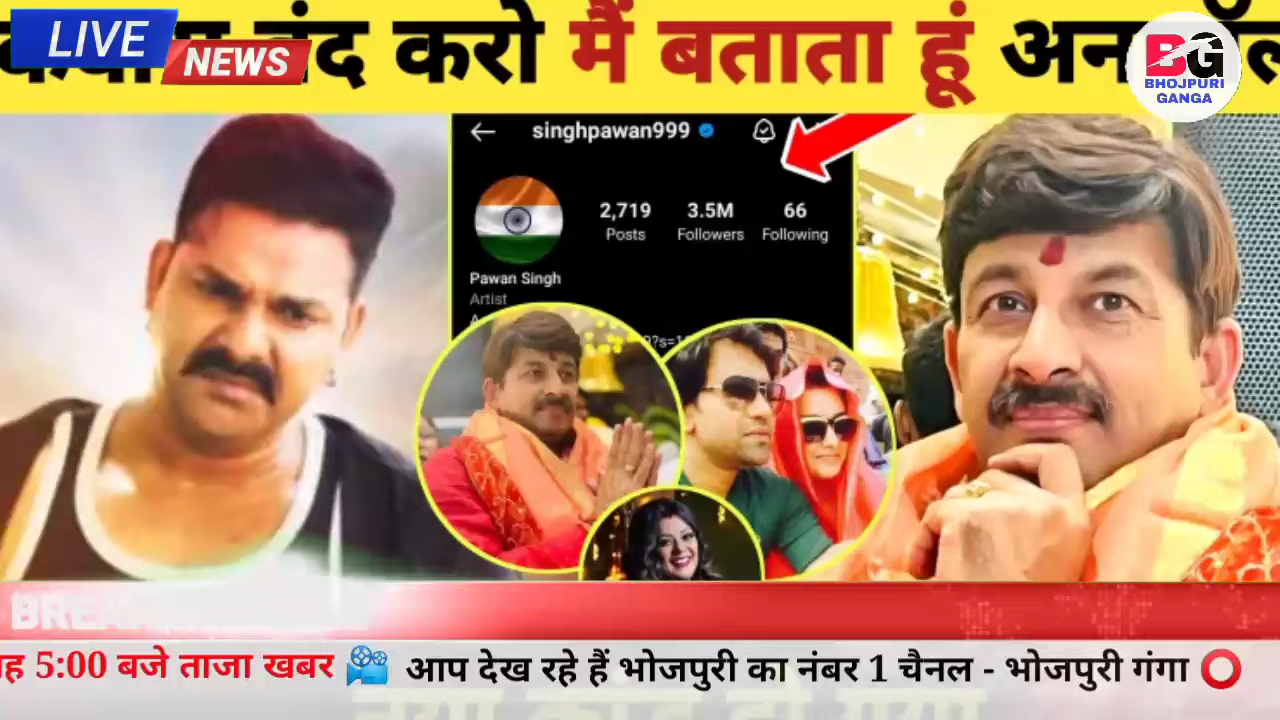 LIVE
NEWS
बंद करो मैं बताता हूं
BG
BHOJPURI
GANGA
singhpawan999
2,719 3.5M 66
Posts Followers Following
Pawan Singh
Artist
5:00 बजे ताजा खबर आप देख रहे हैं भोजपुरी का नंबर 1 चैनल - भोजपुरी गंगा